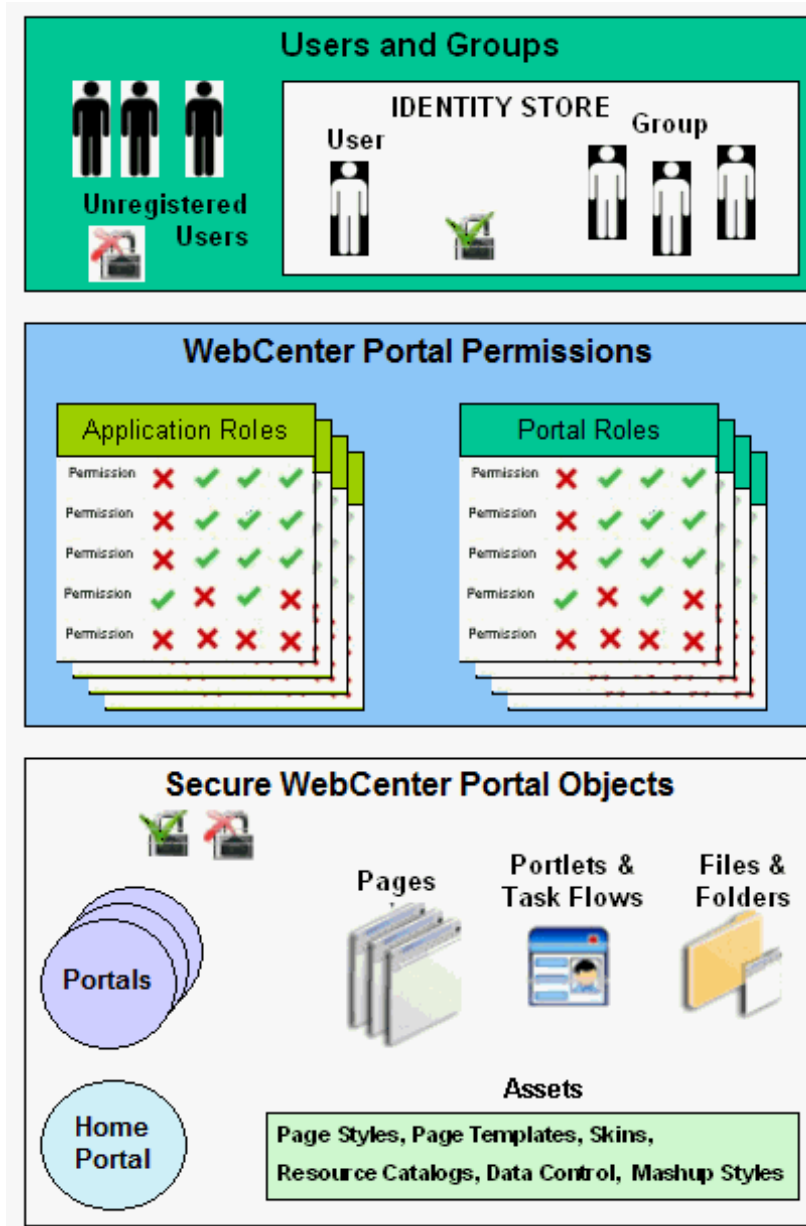 Users and Groups
IDENTITY STORE
User
Group
Unregistered
Users
WebCenter Portal Permissions
Application Roles
Permission
Permission
Permission
Permission
Permission
Portal Roles
Permission
Permission
Permission
Permission
Permission
Secure WebCenter Portal Objects
Pages
Portlets &
Task Flows
Files &
Folders
Portals
Home
Portal
Assets
Page Styles, Page Templates, Skins,
Resource Catalogs, Data Control, Mashup Styles